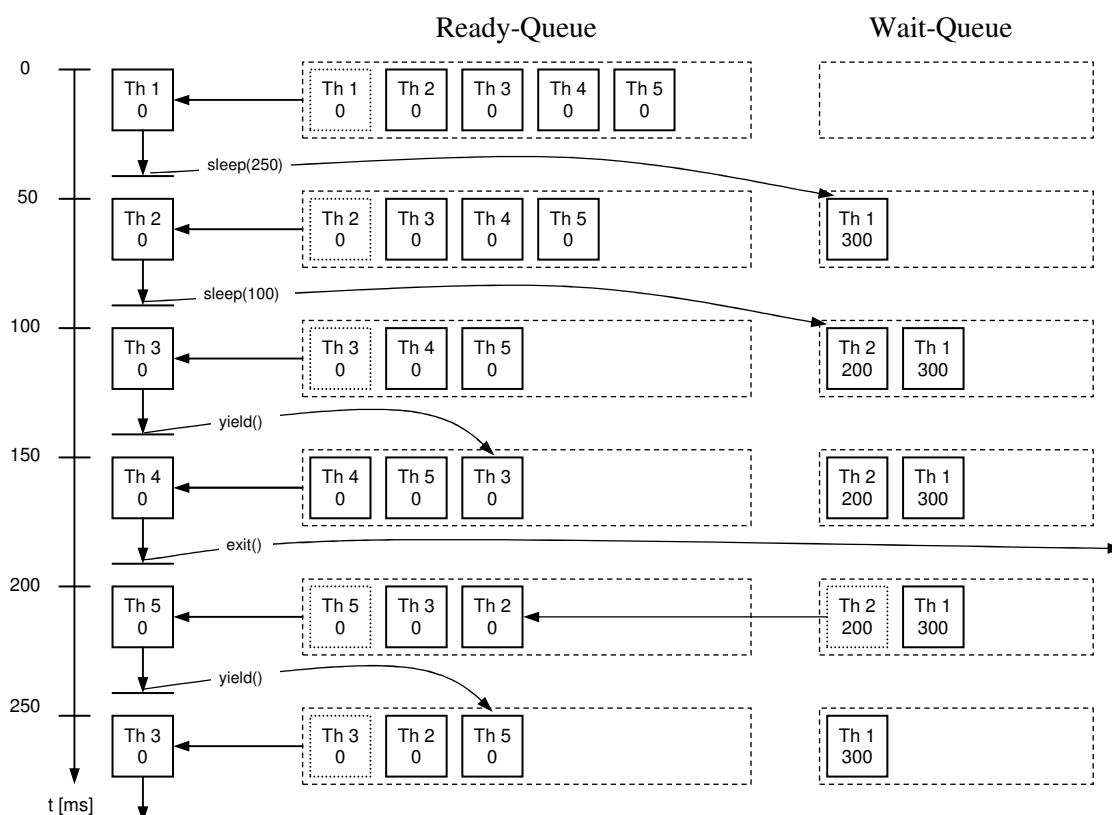 Ready-Queue Wait-Queue
0
Th 1 Th 1 Th 2 Th 3 Th 4 Th 5
0 0 0 0 0 0
sleep(250)
50
Th 2 Th 2 Th 3 Th 4 Th 5 Th 1
0 0 0 0 0 300
sleep(100)
100
Th 3 Th 3 Th 4 Th 5 Th 2 Th 1
0 0 0 0 200 300
yield()
150
Th 4 Th 4 Th 5 Th 3 Th 2 Th 1
0 0 0 0 200 300
exit()
200
Th 5 Th 5 Th 3 Th 2 Th 2 Th 1
0 0 0 0 200 300
yield()
250
Th 3 Th 3 Th 2 Th 5 Th 1
0 0 0 0 300
t [ms]